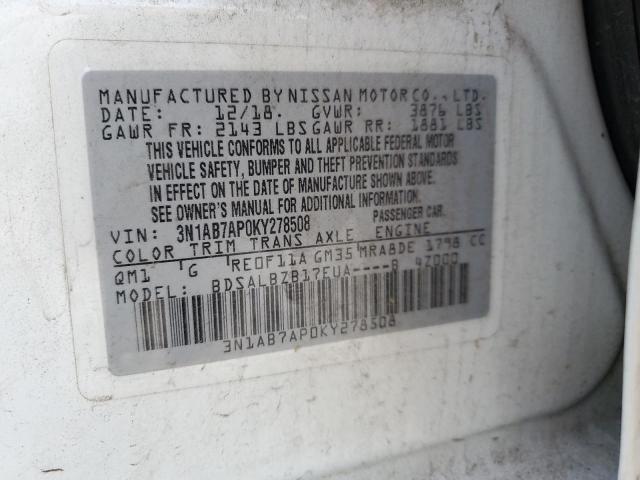 MANUFACTURED BY NISSAN MOTOR CO., LTD.
DATE: 12/18. GVWR: 3876 LBS
GAWR FR: 2143 LBS GAWR RR: 1881 LBS
THIS VEHICLE CONFORMS TO ALL APPLICABLE FEDERAL MOTOR
VEHICLE SAFETY, BUMPER AND THEFT PREVENTION STANDARDS
IN EFFECT ON THE DATE OF MANUFACTURE SHOWN ABOVE.
SEE OWNER'S MANUAL FOR ADDITIONAL INFORMATION.
VIN: 3N1AB7AP0KY278508 PASSENGER CAR.
COLOR TRIM TRANS AXLE ENGINE
QM1 G RE0F11A GM35 MRA8DE 1798 CC
MODEL: BDSALBZB17EUA----B 4Z000
3N1AB7AP0KY278508